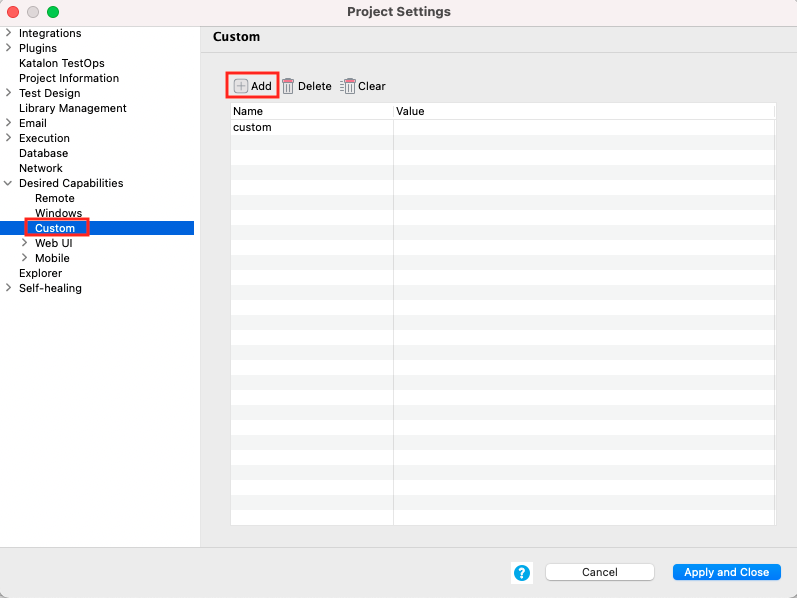 Project Settings
Integrations
Plugins
Katalon TestOps
Project Information
Test Design
Library Management
Email
Execution
Database
Network
Desired Capabilities
Remote
Windows
Custom
Web UI
Mobile
Explorer
Self-healing
Custom
Add Delete Clear
Name Value
custom
? Cancel Apply and Close